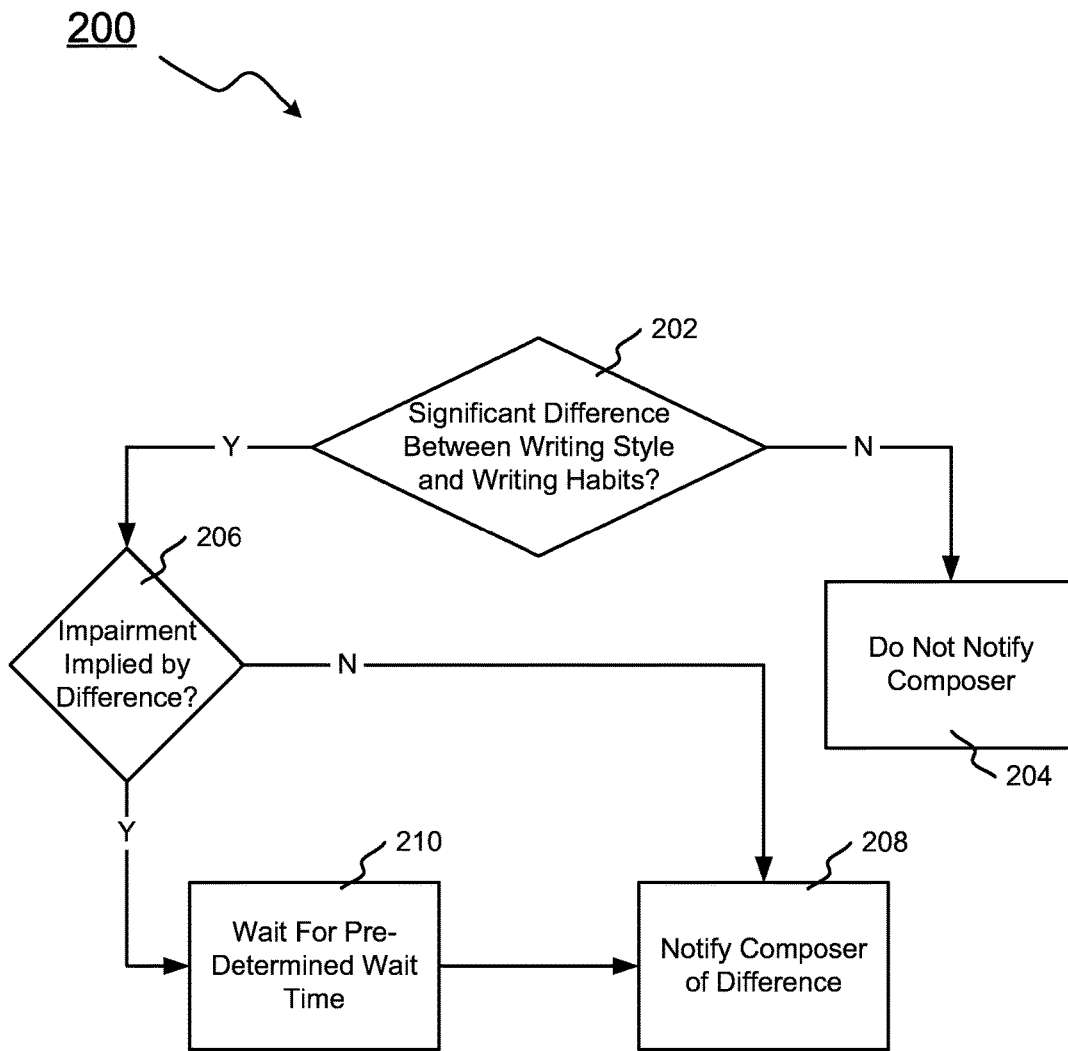 200
202
Significant Difference
Between Writing Style
and Writing Habits?
Y
N
206
Impairment
Implied by
Difference?
N
Do Not Notify
Composer
204
Y
210
208
Wait For Pre-
Determined Wait
Time
Notify Composer
of Difference